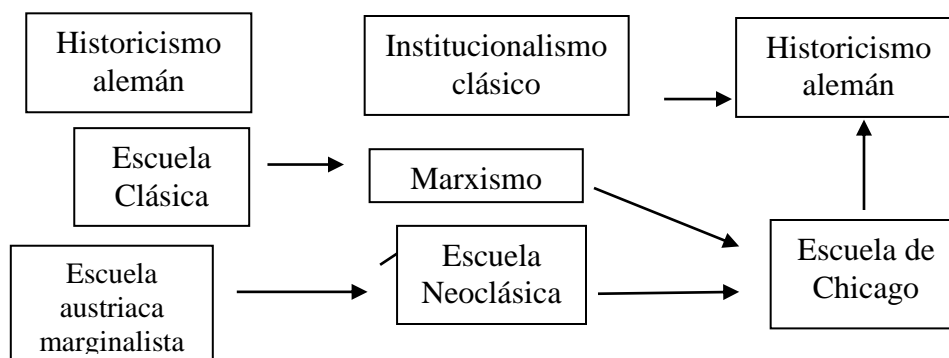 Historicismo
alemán
Institucionalismo
clásico
Historicismo
alemán
Escuela
Clásica
Marxismo
Escuela
austriaca
marginalista
Escuela
Neoclásica
Escuela de
Chicago